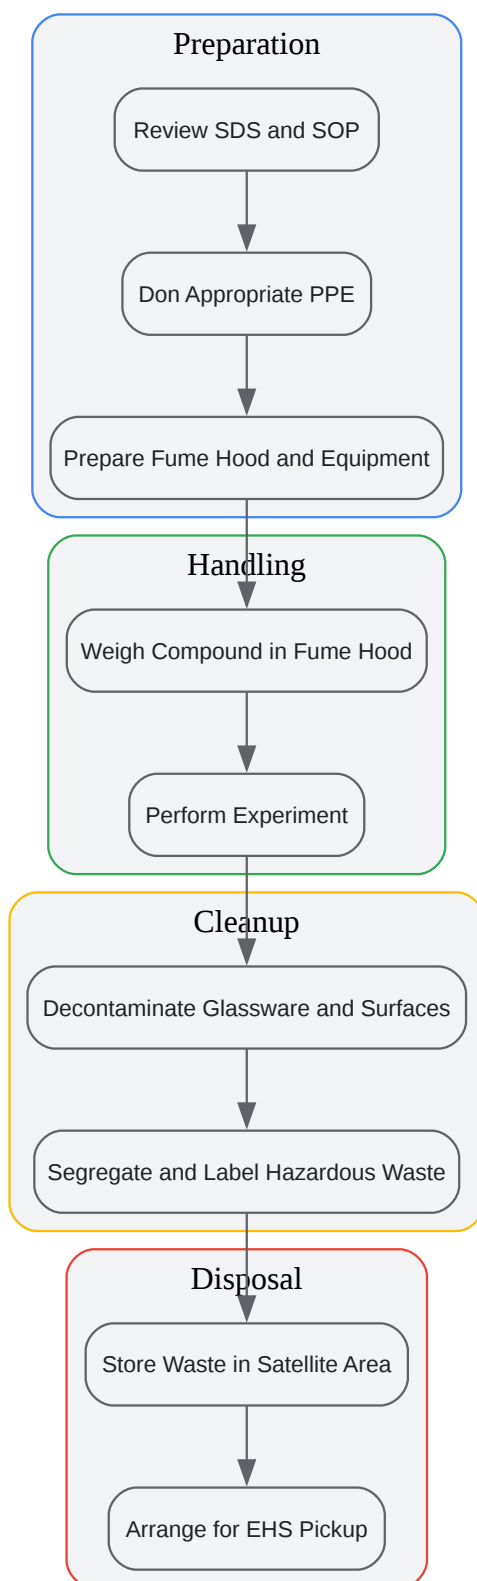 Preparation
Review SDS and SOP
Don Appropriate PPE
Prepare Fume Hood and Equipment
Handling
Weigh Compound in Fume Hood
Perform Experiment
Cleanup
Decontaminate Glassware and Surfaces
Segregate and Label Hazardous Waste
Disposal
Store Waste in Satellite Area
Arrange for EHS Pickup